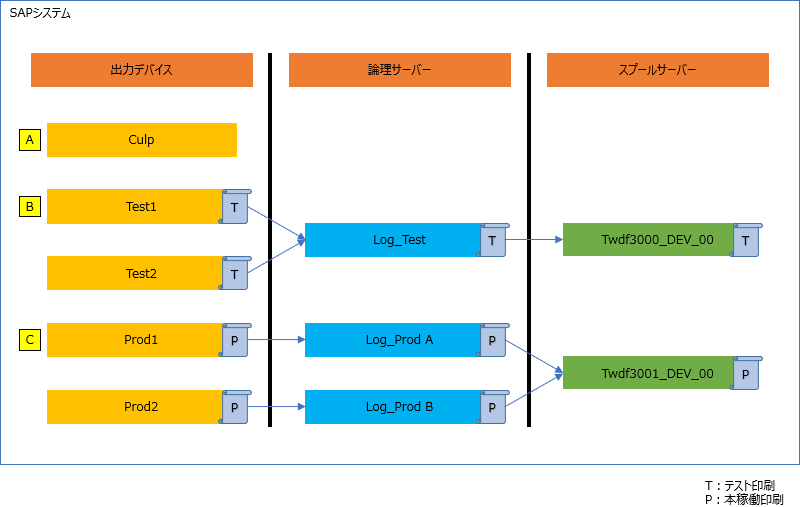 SAPシステム
出力デバイス
論理サーバー
スプールサーバー
A
Culp
B
Test1
T
Log_Test
T
Twdf3000_DEV_00
T
Test2
T
C
Prod1
P
Log_Prod A
P
Twdf3001_DEV_00
P
Prod2
P
Log_Prod B
P
T：テスト印刷
P：本稼働印刷